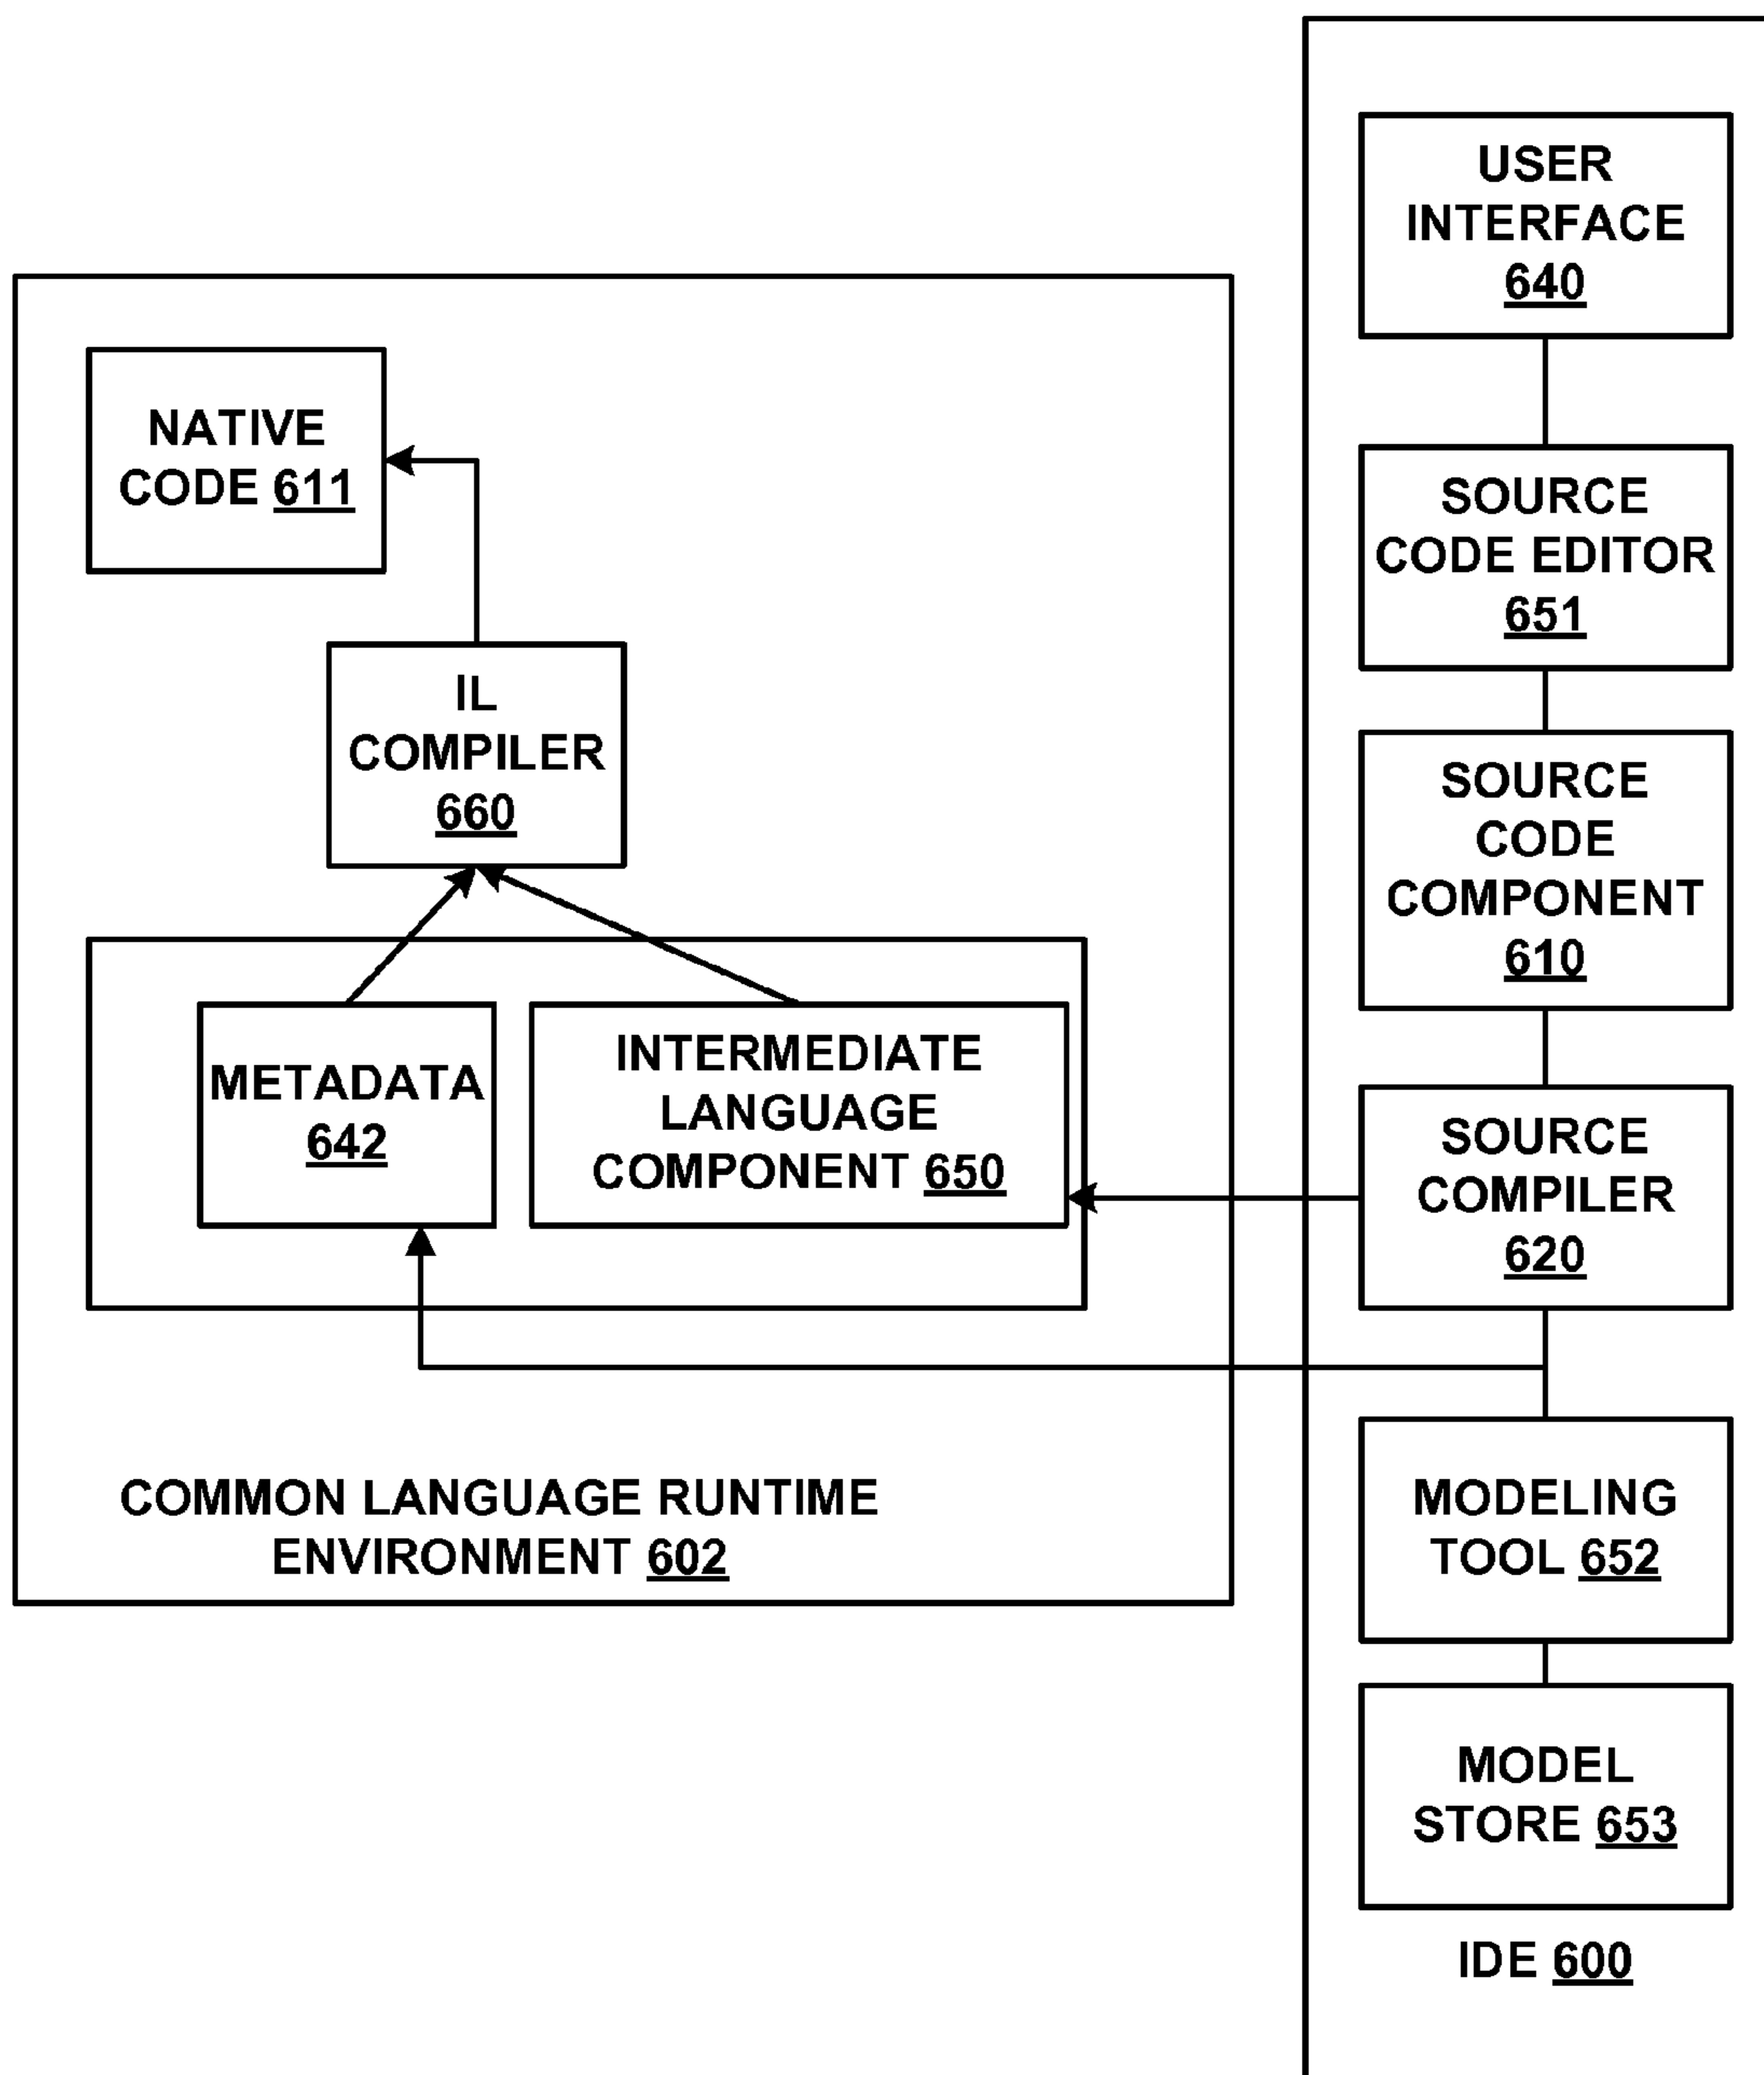 USER
INTERFACE
640
NATIVE
CODE 611
SOURCE
CODE EDITOR
651
IL
COMPILER
660
SOURCE
CODE
COMPONENT
610
METADATA
642
INTERMEDIATE
LANGUAGE
COMPONENT 650
SOURCE
COMPILER
620
COMMON LANGUAGE RUNTIME
ENVIRONMENT 602
MODELING
TOOL 652
MODEL
STORE 653
IDE 600